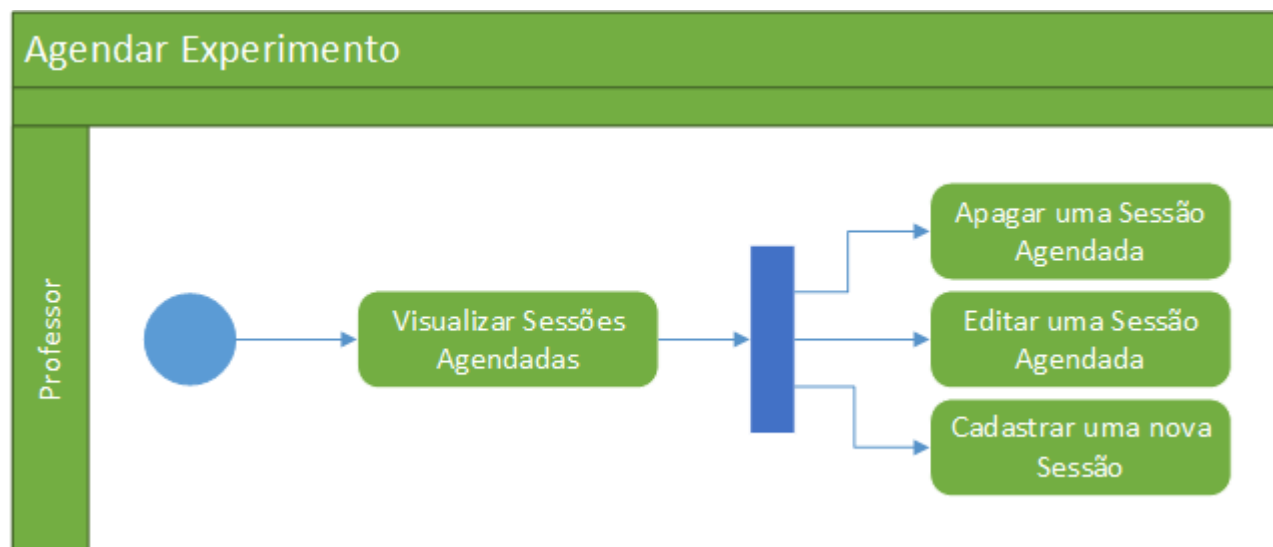 Agendar Experimento
Professor
Visualizar Sessões
Agendadas
Apagar uma Sessão
Agendada
Editar uma Sessão
Agendada
Cadastrar uma nova
Sessão